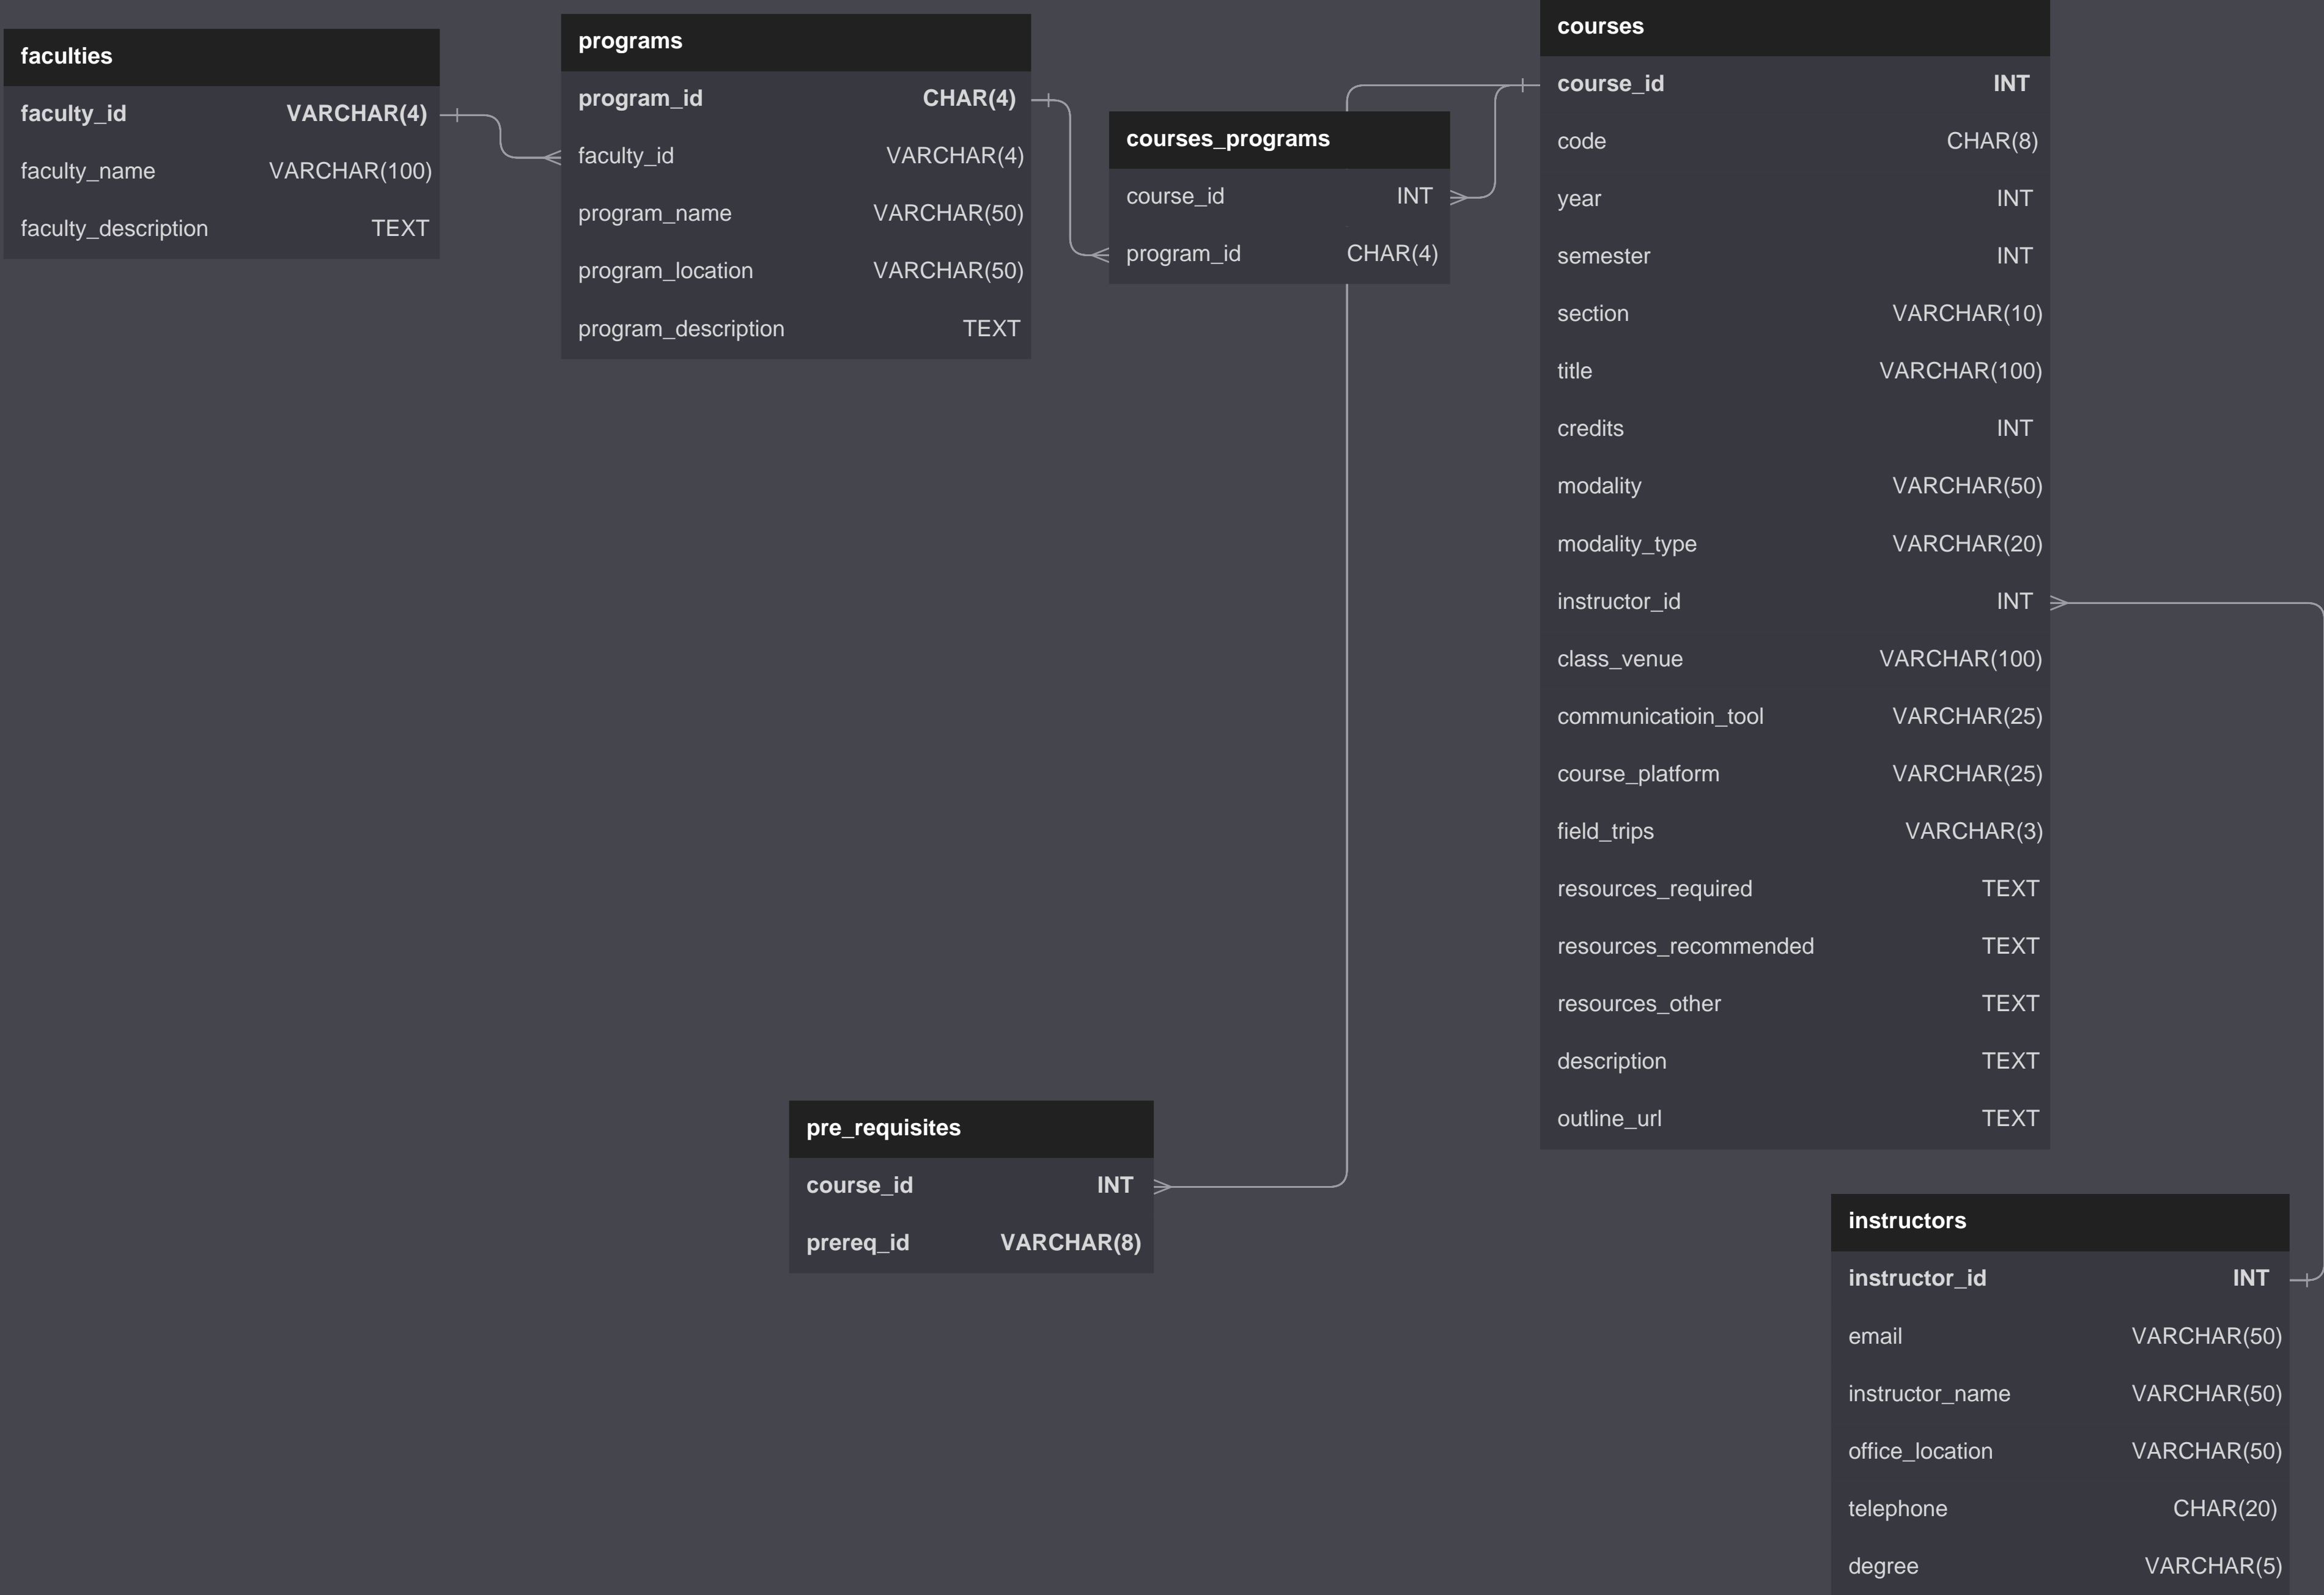 faculties
faculty_id VARCHAR(4)
faculty_name VARCHAR(100)
faculty_description TEXT
programs
program_id CHAR(4)
faculty_id VARCHAR(4)
program_name VARCHAR(50)
program_location VARCHAR(50)
program_description TEXT
courses_programs
course_id INT
program_id CHAR(4)
courses
course_id INT
code CHAR(8)
year INT
semester INT
section VARCHAR(10)
title VARCHAR(100)
credits INT
modality VARCHAR(50)
modality_type VARCHAR(20)
instructor_id INT
class_venue VARCHAR(100)
communicatioin_tool VARCHAR(25)
course_platform VARCHAR(25)
field_trips VARCHAR(3)
resources_required TEXT
resources_recommended TEXT
resources_other TEXT
description TEXT
outline_url TEXT
pre_requisites
course_id INT
prereq_id VARCHAR(8)
instructors
instructor_id INT
email VARCHAR(50)
instructor_name VARCHAR(50)
office_location VARCHAR(50)
telephone CHAR(20)
degree VARCHAR(5)